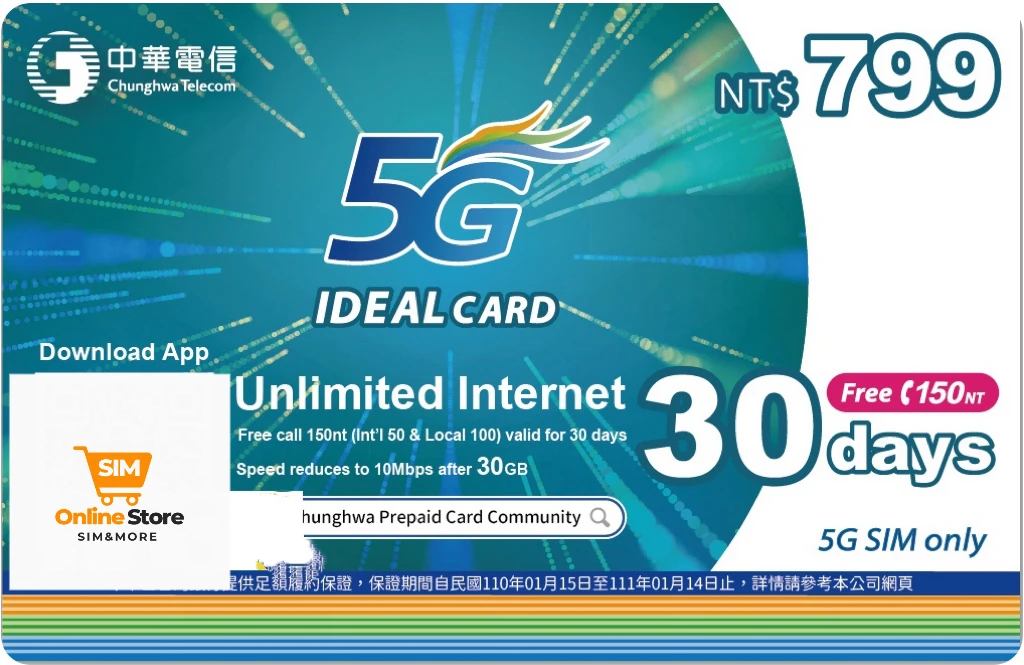 中華電信
Chunghwa Telecom
NT$ 799
5G
IDEAL CARD
Download App
Unlimited Internet
30 days
Free 150NT
Free call 150nt (Int'l 50 & Local 100) valid for 30 days
Speed reduces to 10Mbps after 30GB
SIM
Online Store
SIM&MORE
hunghwa Prepaid Card Community
5G SIM only
提供足額履約保證，保證期間自民國110年01月15日至111年01月14日止，詳情請參考本公司網頁